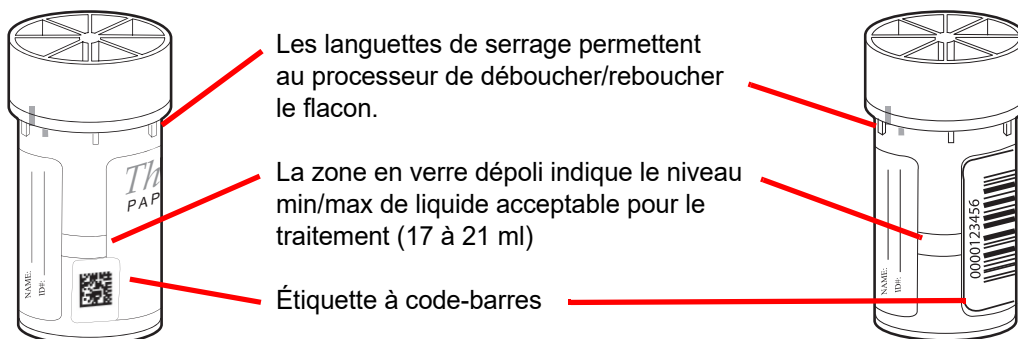 Les languettes de serrage permettent
au processeur de déboucher/reboucher
le flacon.
La zone en verre dépoli indique le niveau
min/max de liquide acceptable pour le
traitement (17 à 21 ml)
Étiquette à code-barres
Th
PAP
NAME:
ID#:
NAME:
ID#:
0000123456